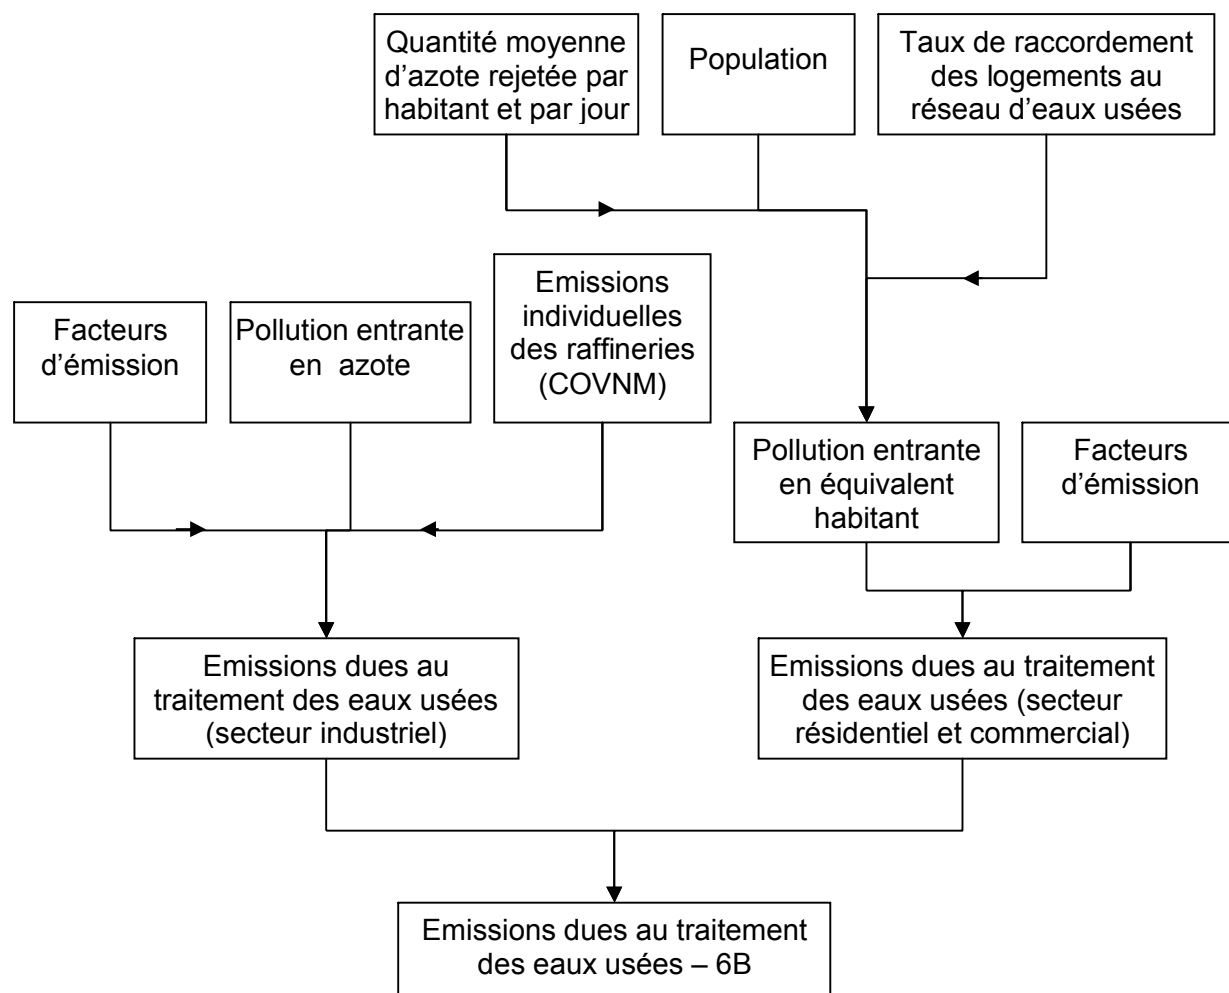 Quantité moyenne
d'azote rejetée par
habitant et par jour
Population
Taux de raccordement
des logements au
réseau d'eaux usées
Emissions
individuelles
des raffineries
(COVNM)
Facteurs
d'émission
Pollution entrante
en azote
Pollution entrante
en équivalent
habitant
Facteurs
d'émission
Emissions dues au
traitement des eaux usées
(secteur industriel)
Emissions dues au traitement
des eaux usées (secteur
résidentiel et commercial)
Emissions dues au traitement
des eaux usées – 6B